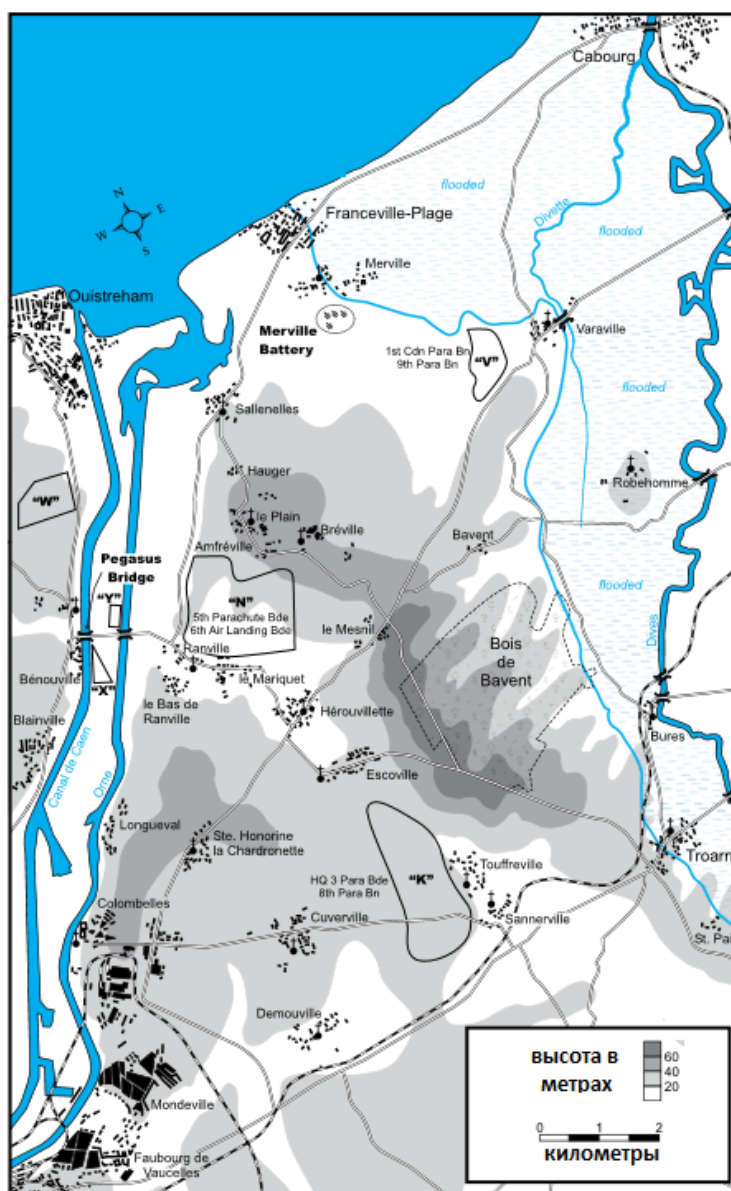 Cabourg
flooded
Divette
Franceville-Plage
flooded
N
E
W
S
Merville
Ouistreham
Merville
Battery
1st Cdn Para Bn
9th Para Bn
"V"
Varaville
Sallenelles
flooded
Hauger
Robehomme
"W"
le Plain
Bréville
Amfréville
Bavent
Pegasus
Bridge
"Y"
"N"
5th Parachute Bde
6th Air Landing Bde
flooded
Dives
le Mesnil
Bois
de
Bavent
Ranville
Bénouville
"X"
le Mariquet
le Bas de
Ranville
Hérouvillette
Blainville
Bures
Canal de Caen
Orne
Escoville
Longueval
Ste. Honorine
la Chardronette
Troarn
HQ 3 Para Bde
8th Para Bn
"K"
Touffreville
Colombelles
Cuverville
Sannerville
St. Pai
Demouville
высота в
метрах
60
40
20
Mondeville
0 1 2
километры
Faubourg de
Vaucelles